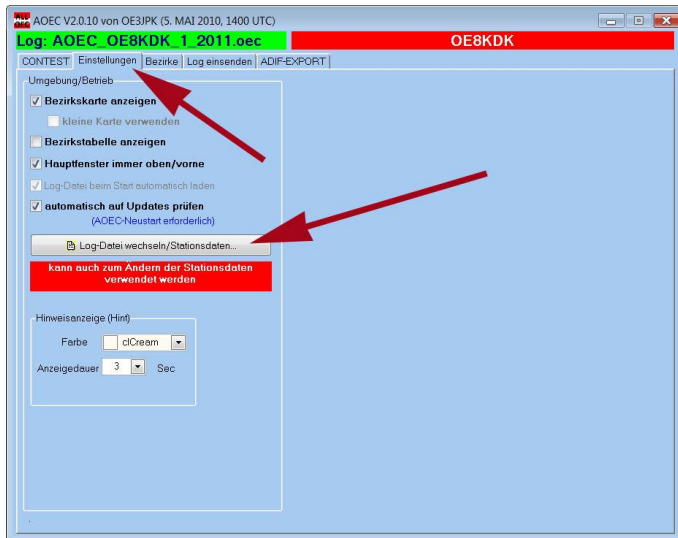 AOEC V2.0.10 von OE3JPK (5. MAI 2010, 1400 UTC)
Log: AOEC_OE8KDK_1_2011.oec
OE8KDK
CONTEST Einstellungen Bezirke Log einsenden ADIF-EXPORT
Umgebung/Betrieb
Bezirkskarte anzeigen
kleine Karte verwenden
Bezirkstabelle anzeigen
Hauptfenster immer oben/vorne
Log-Datei beim Start automatisch laden
automatisch auf Updates prüfen
(AOEC-Neustart erforderlich)
Log-Datei wechseln/Stationsdaten...
kann auch zum Ändern der Stationsdaten
verwendet werden
Hinweisanzeige (Hint)
Farbe clCream
Anzeigedauer 3 Sec